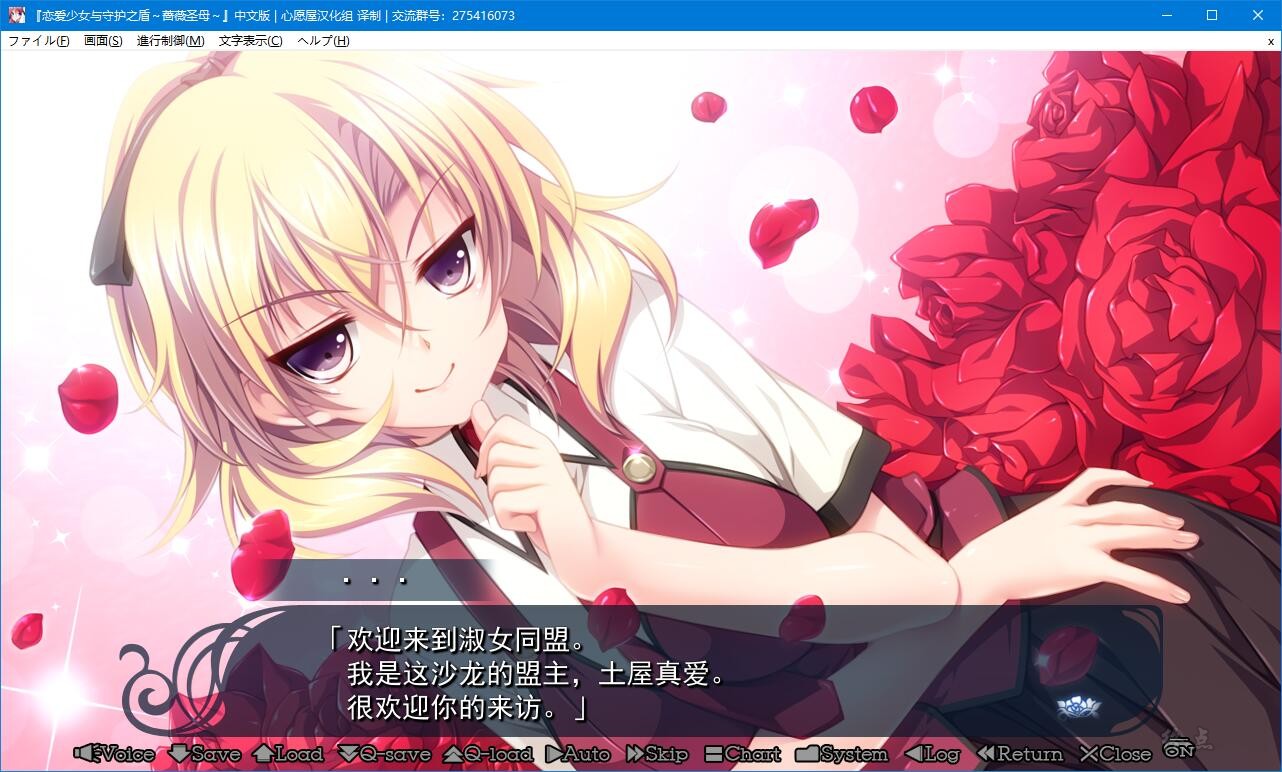 『恋爱少女与守护之盾～蔷薇圣母～』中文版 | 心愿屋汉化组 译制 | 交流群号：275416073
ファイル(F) 画面(S) 進行制御(M) 文字表示(C) ヘルプ(H) x
・・・
「欢迎来到淑女同盟。
我是这沙龙的盟主，土屋真爱。
很欢迎你的来访。」
Voice Save Load Q-save Q-load Auto Skip Chart System Log Return Close ON